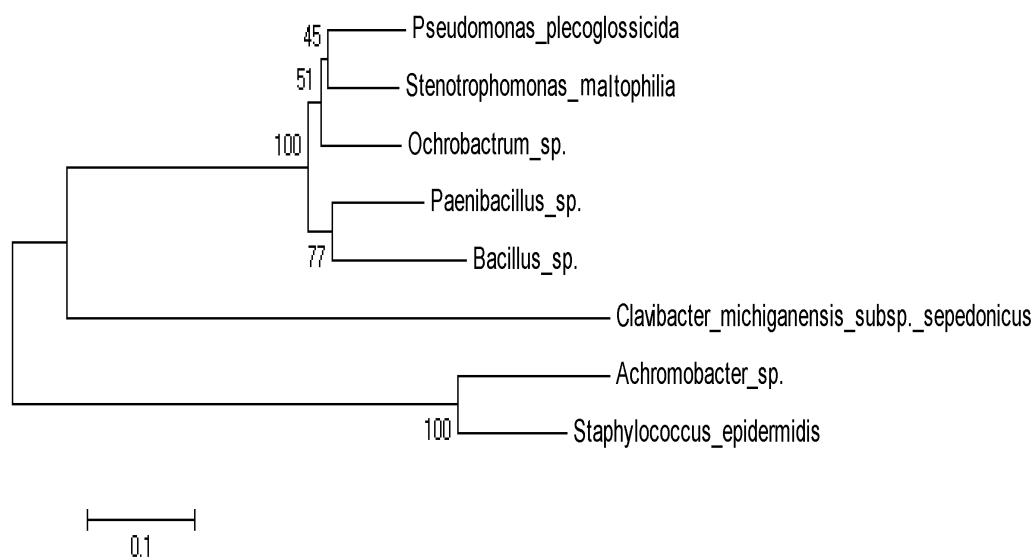 45
Pseudomonas_plecoglossicida
51
Stenotrophomonas_maltophilia
100
Ochrobactrum_sp.
Paenibacillus_sp.
77
Bacillus_sp.
Clavibacter_michiganensis_subsp._sepedonicus
Achromobacter_sp.
100
Staphylococcus_epidermidis
0.1